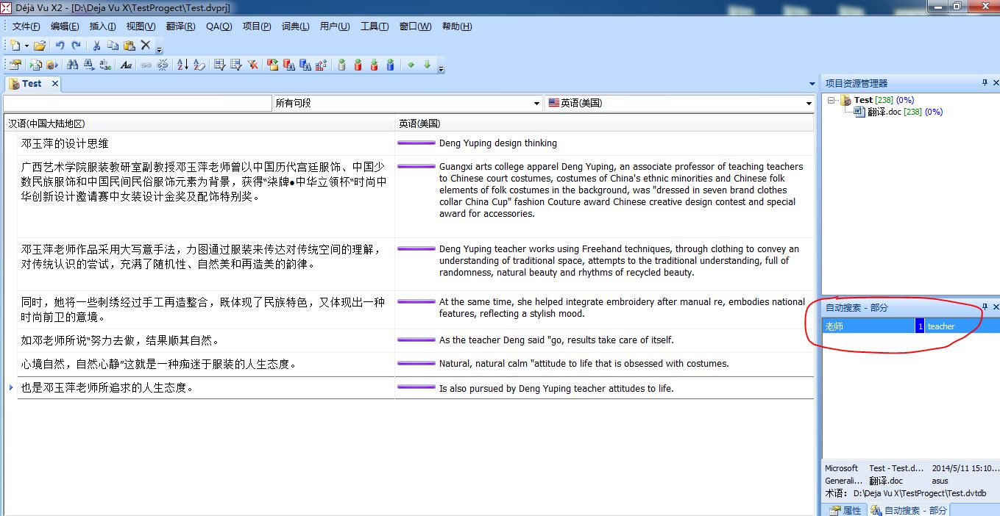 Déjà Vu X2 - [D:\Deja Vu X\TestProgect\Test.dvprj]
文件(F) 编辑(E) 插入(I) 视图(V) 翻译(R) QA(Q) 项目(P) 词典(L) 用户(U) 工具(T) 窗口(W) 帮助(H)
Test
所有句段 英语(美国)
汉语(中国大陆地区) 英语(美国)
邓玉萍的设计思维
Deng Yuping design thinking
广西艺术学院服装教研室副教授邓玉萍老师曾以中国历代宫廷服饰、中国少
数民族服饰和中国民间民俗服饰元素为背景，获得“柒牌●中华立领杯”时尚中
华创新设计邀请赛中女装设计金奖及配饰特别奖。
Guangxi arts college apparel Deng Yuping, an associate professor of teaching teachers
to Chinese court costumes, costumes of China's ethnic minorities and Chinese folk
elements of folk costumes in the background, was "dressed in seven brand clothes
collar China Cup" fashion Couture award Chinese creative design contest and special
award for accessories.
邓玉萍老师作品采用大写意手法，力图通过服装来传达对传统空间的理解，
对传统认识的尝试，充满了随机性、自然美和再造美的韵律。
Deng Yuping teacher works using Freehand techniques, through clothing to convey an
understanding of traditional space, attempts to the traditional understanding, full of
randomness, natural beauty and rhythms of recycled beauty.
同时，她将一些刺绣经过手工再造整合，既体现了民族特色，又体现出一种
时尚前卫的意境。
At the same time, she helped integrate embroidery after manual re, embodies national
features, reflecting a stylish mood.
如邓老师所说“努力去做，结果顺其自然。
As the teacher Deng said "go, results take care of itself.
心境自然，自然心静”这就是一种痴迷于服装的人生态度。
Natural, natural calm "attitude to life that is obsessed with costumes.
也是邓玉萍老师所追求的人生态度。
Is also pursued by Deng Yuping teacher attitudes to life.
项目资源管理器
Test [238] (0%)
翻译.doc [238] (0%)
自动搜索 - 部分
老师 1 teacher
Microsoft Test - Test.d... 2014/5/11 15:10...
Generali... 翻译.doc asus
术语: D:\Deja Vu X\TestProgect\Test.dvtdb
属性 自动搜索 - 部分